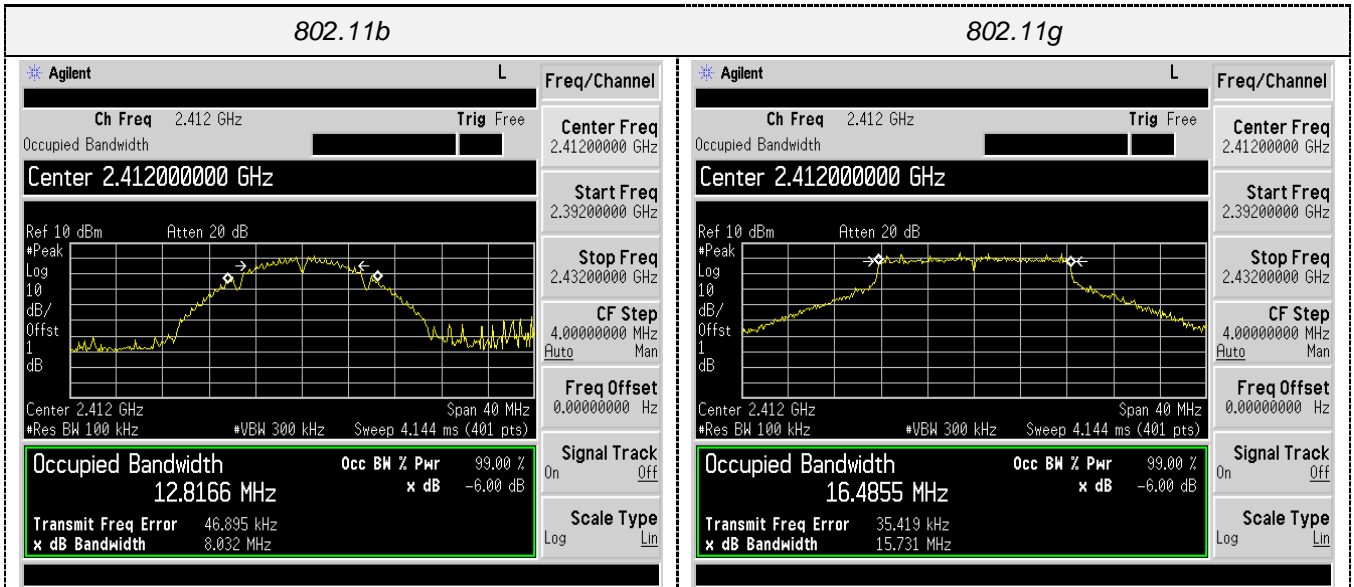 802.11b
Agilent
L
Freq/Channel
Ch Freq 2.412 GHz Trig Free
Occupied Bandwidth
Center Freq
2.41200000 GHz
Center 2.412000000 GHz
Start Freq
2.39200000 GHz
Ref 10 dBm Atten 20 dB
#Peak
Log
10
dB/
Offst
1
dB
Stop Freq
2.43200000 GHz
CF Step
4.00000000 MHz
Auto Man
Freq Offset
0.00000000 Hz
Center 2.412 GHz Span 40 MHz
#Res BW 100 kHz #VBW 300 kHz Sweep 4.144 ms (401 pts)
Signal Track
On Off
Occupied Bandwidth Occ BW % Pwr 99.00 %
12.8166 MHz x dB -6.00 dB
Transmit Freq Error 46.895 kHz
x dB Bandwidth 8.032 MHz
Scale Type
Log Lin
802.11g
Agilent
L
Freq/Channel
Ch Freq 2.412 GHz Trig Free
Occupied Bandwidth
Center Freq
2.41200000 GHz
Center 2.412000000 GHz
Start Freq
2.39200000 GHz
Ref 10 dBm Atten 20 dB
#Peak
Log
10
dB/
Offst
1
dB
Stop Freq
2.43200000 GHz
CF Step
4.00000000 MHz
Auto Man
Freq Offset
0.00000000 Hz
Center 2.412 GHz Span 40 MHz
#Res BW 100 kHz #VBW 300 kHz Sweep 4.144 ms (401 pts)
Signal Track
On Off
Occupied Bandwidth Occ BW % Pwr 99.00 %
16.4855 MHz x dB -6.00 dB
Transmit Freq Error 35.419 kHz
x dB Bandwidth 15.731 MHz
Scale Type
Log Lin